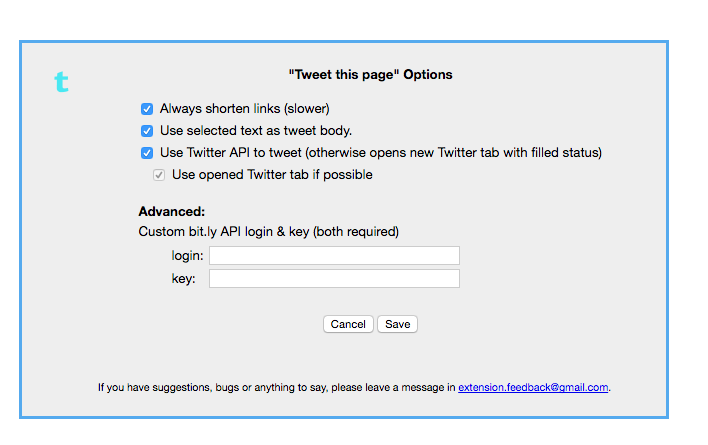 t
"Tweet this page" Options
Always shorten links (slower)
Use selected text as tweet body.
Use Twitter API to tweet (otherwise opens new Twitter tab with filled status)
Use opened Twitter tab if possible
Advanced:
Custom bit.ly API login & key (both required)
login:
key:
Cancel Save
If you have suggestions, bugs or anything to say, please leave a message in extension.feedback@gmail.com.